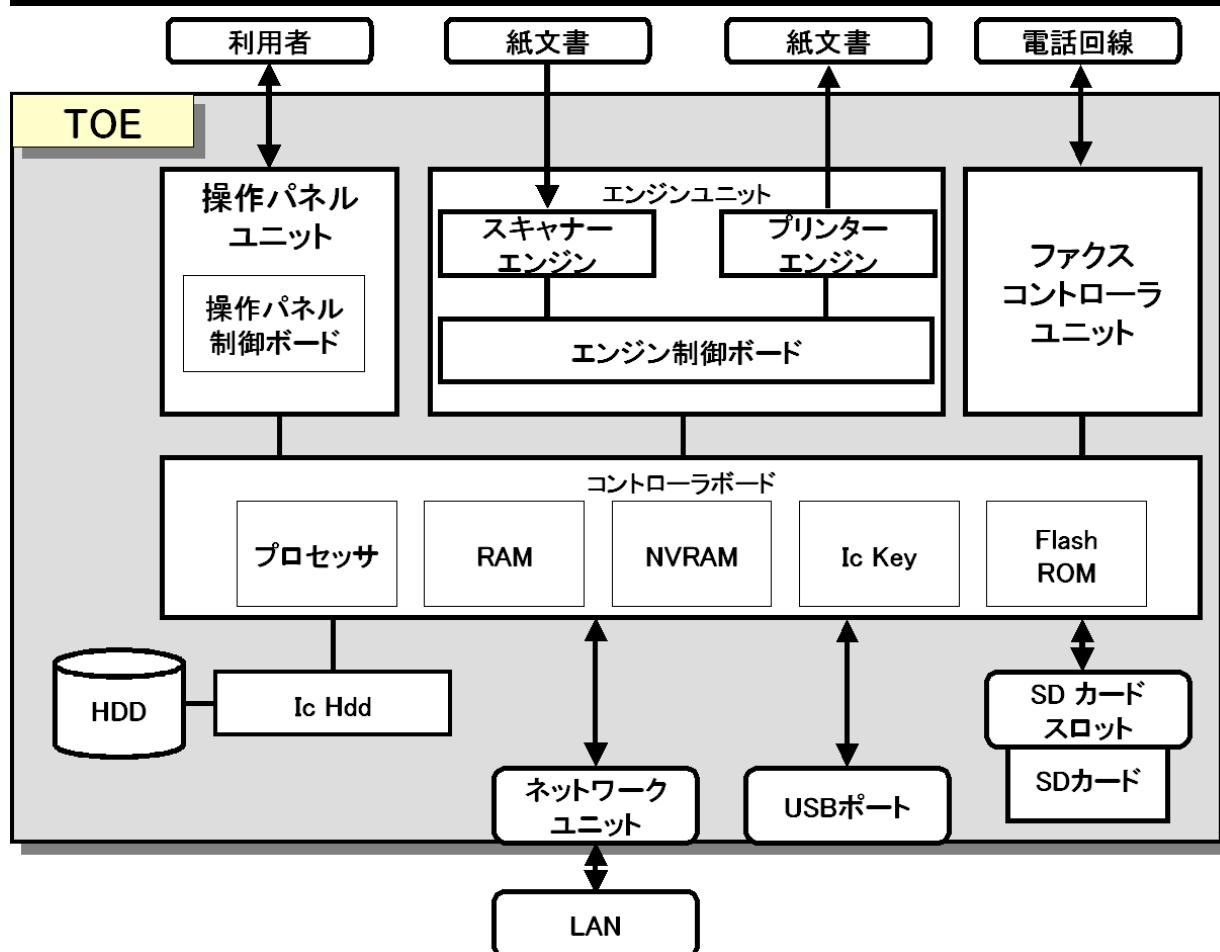 利用者
紙文書
紙文書
電話回線
TOE
操作パネル
ユニット
操作パネル
制御ボード
エンジンユニット
スキャナー
エンジン
プリンター
エンジン
エンジン制御ボード
ファクス
コントローラ
ユニット
コントローラボード
プロセッサ
RAM
NVRAM
Ic Key
Flash
ROM
HDD
Ic Hdd
SD カード
スロット
SDカード
ネットワーク
ユニット
USBポート
LAN